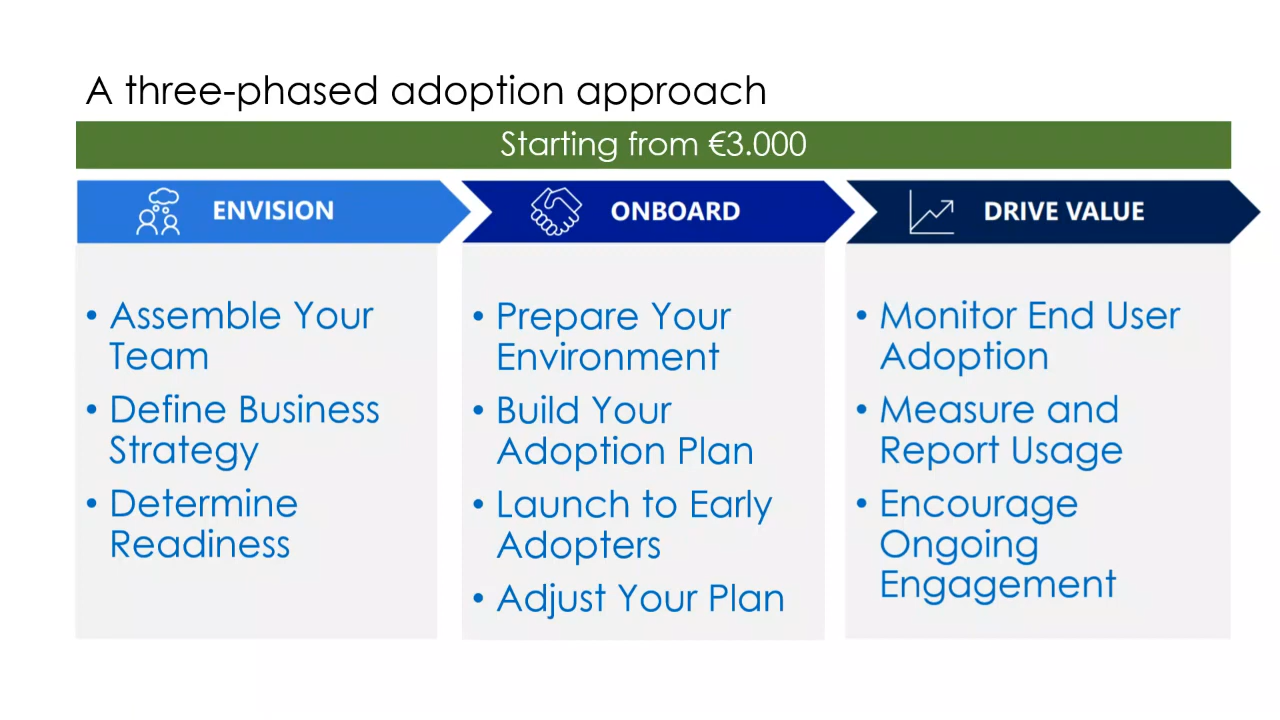 A three-phased adoption approach
Starting from €3.000
ENVISION
• Assemble Your
Team
• Define Business
Strategy
• Determine
Readiness
ONBOARD
• Prepare Your
Environment
• Build Your
Adoption Plan
• Launch to Early
Adopters
• Adjust Your Plan
DRIVE VALUE
• Monitor End User
Adoption
• Measure and
Report Usage
• Encourage
Ongoing
Engagement